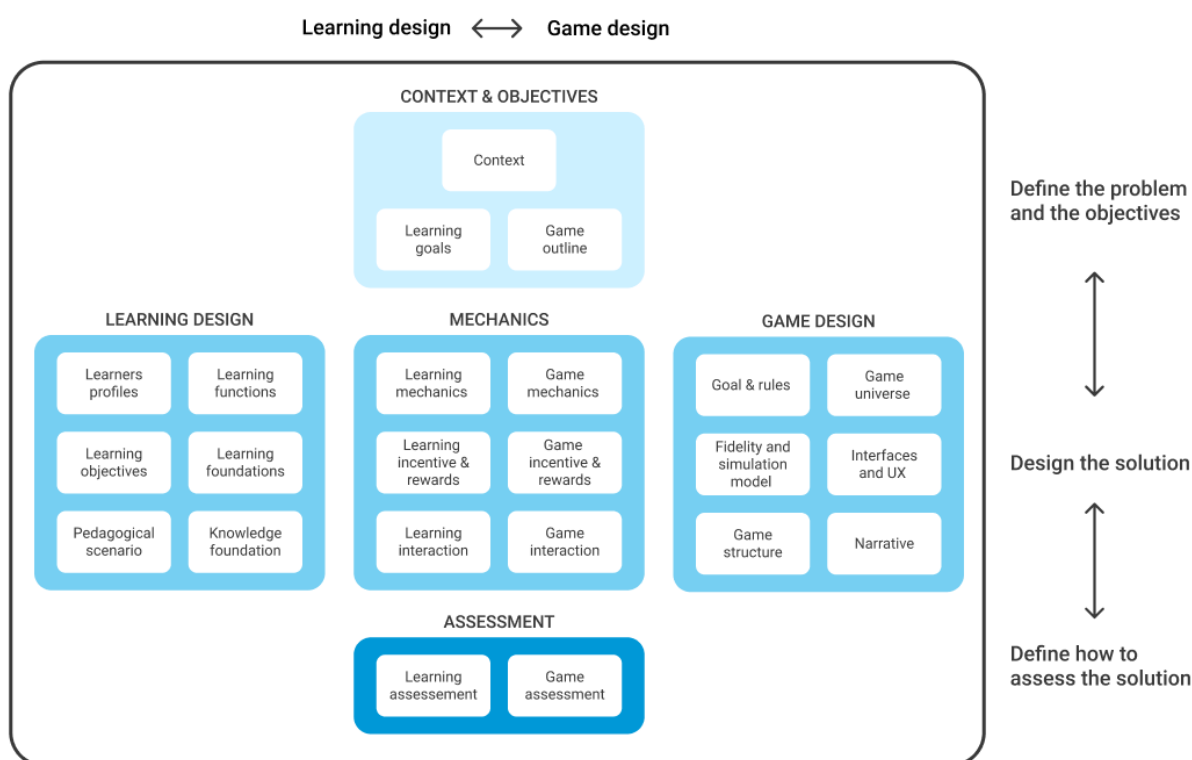 Learning design
Game design
CONTEXT & OBJECTIVES
Context
Learning
goals
Game
outline
Define the problem
and the objectives
LEARNING DESIGN
Learners
profiles
Learning
functions
Learning
objectives
Learning
foundations
Pedagogical
scenario
Knowledge
foundation
MECHANICS
Learning
mechanics
Game
mechanics
Learning
incentive &
rewards
Game
incentive &
rewards
Learning
interaction
Game
interaction
GAME DESIGN
Goal & rules
Game
universe
Fidelity and
simulation
model
Interfaces
and UX
Game
structure
Narrative
Design the solution
ASSESSMENT
Learning
assessement
Game
assessment
Define how to
assess the solution